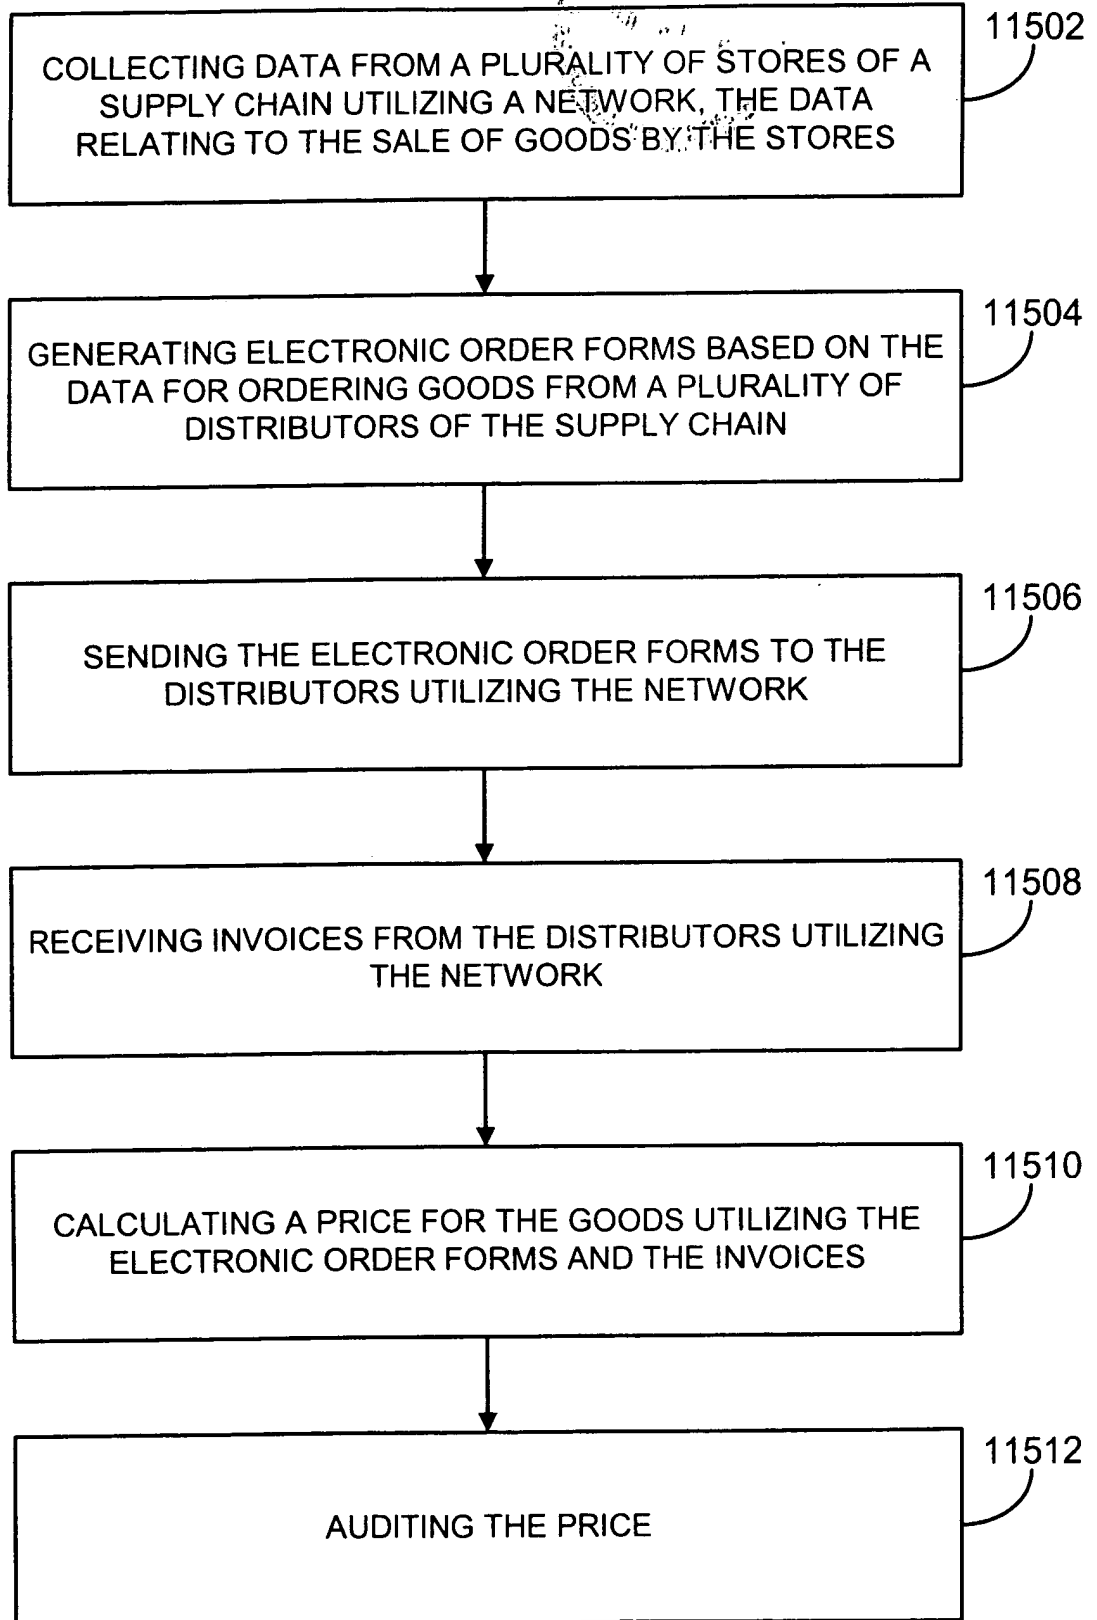 11502
COLLECTING DATA FROM A PLURALITY OF STORES OF A
SUPPLY CHAIN UTILIZING A NETWORK, THE DATA
RELATING TO THE SALE OF GOODS BY THE STORES
11504
GENERATING ELECTRONIC ORDER FORMS BASED ON THE
DATA FOR ORDERING GOODS FROM A PLURALITY OF
DISTRIBUTORS OF THE SUPPLY CHAIN
11506
SENDING THE ELECTRONIC ORDER FORMS TO THE
DISTRIBUTORS UTILIZING THE NETWORK
11508
RECEIVING INVOICES FROM THE DISTRIBUTORS UTILIZING
THE NETWORK
11510
CALCULATING A PRICE FOR THE GOODS UTILIZING THE
ELECTRONIC ORDER FORMS AND THE INVOICES
11512
AUDITING THE PRICE